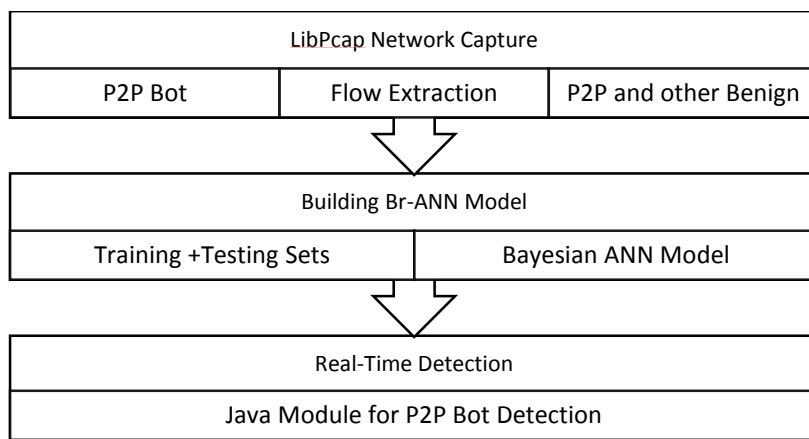 LibPcap Network Capture
P2P Bot
Flow Extraction
P2P and other Benign
Building Br-ANN Model
Training +Testing Sets
Bayesian ANN Model
Real-Time Detection
Java Module for P2P Bot Detection